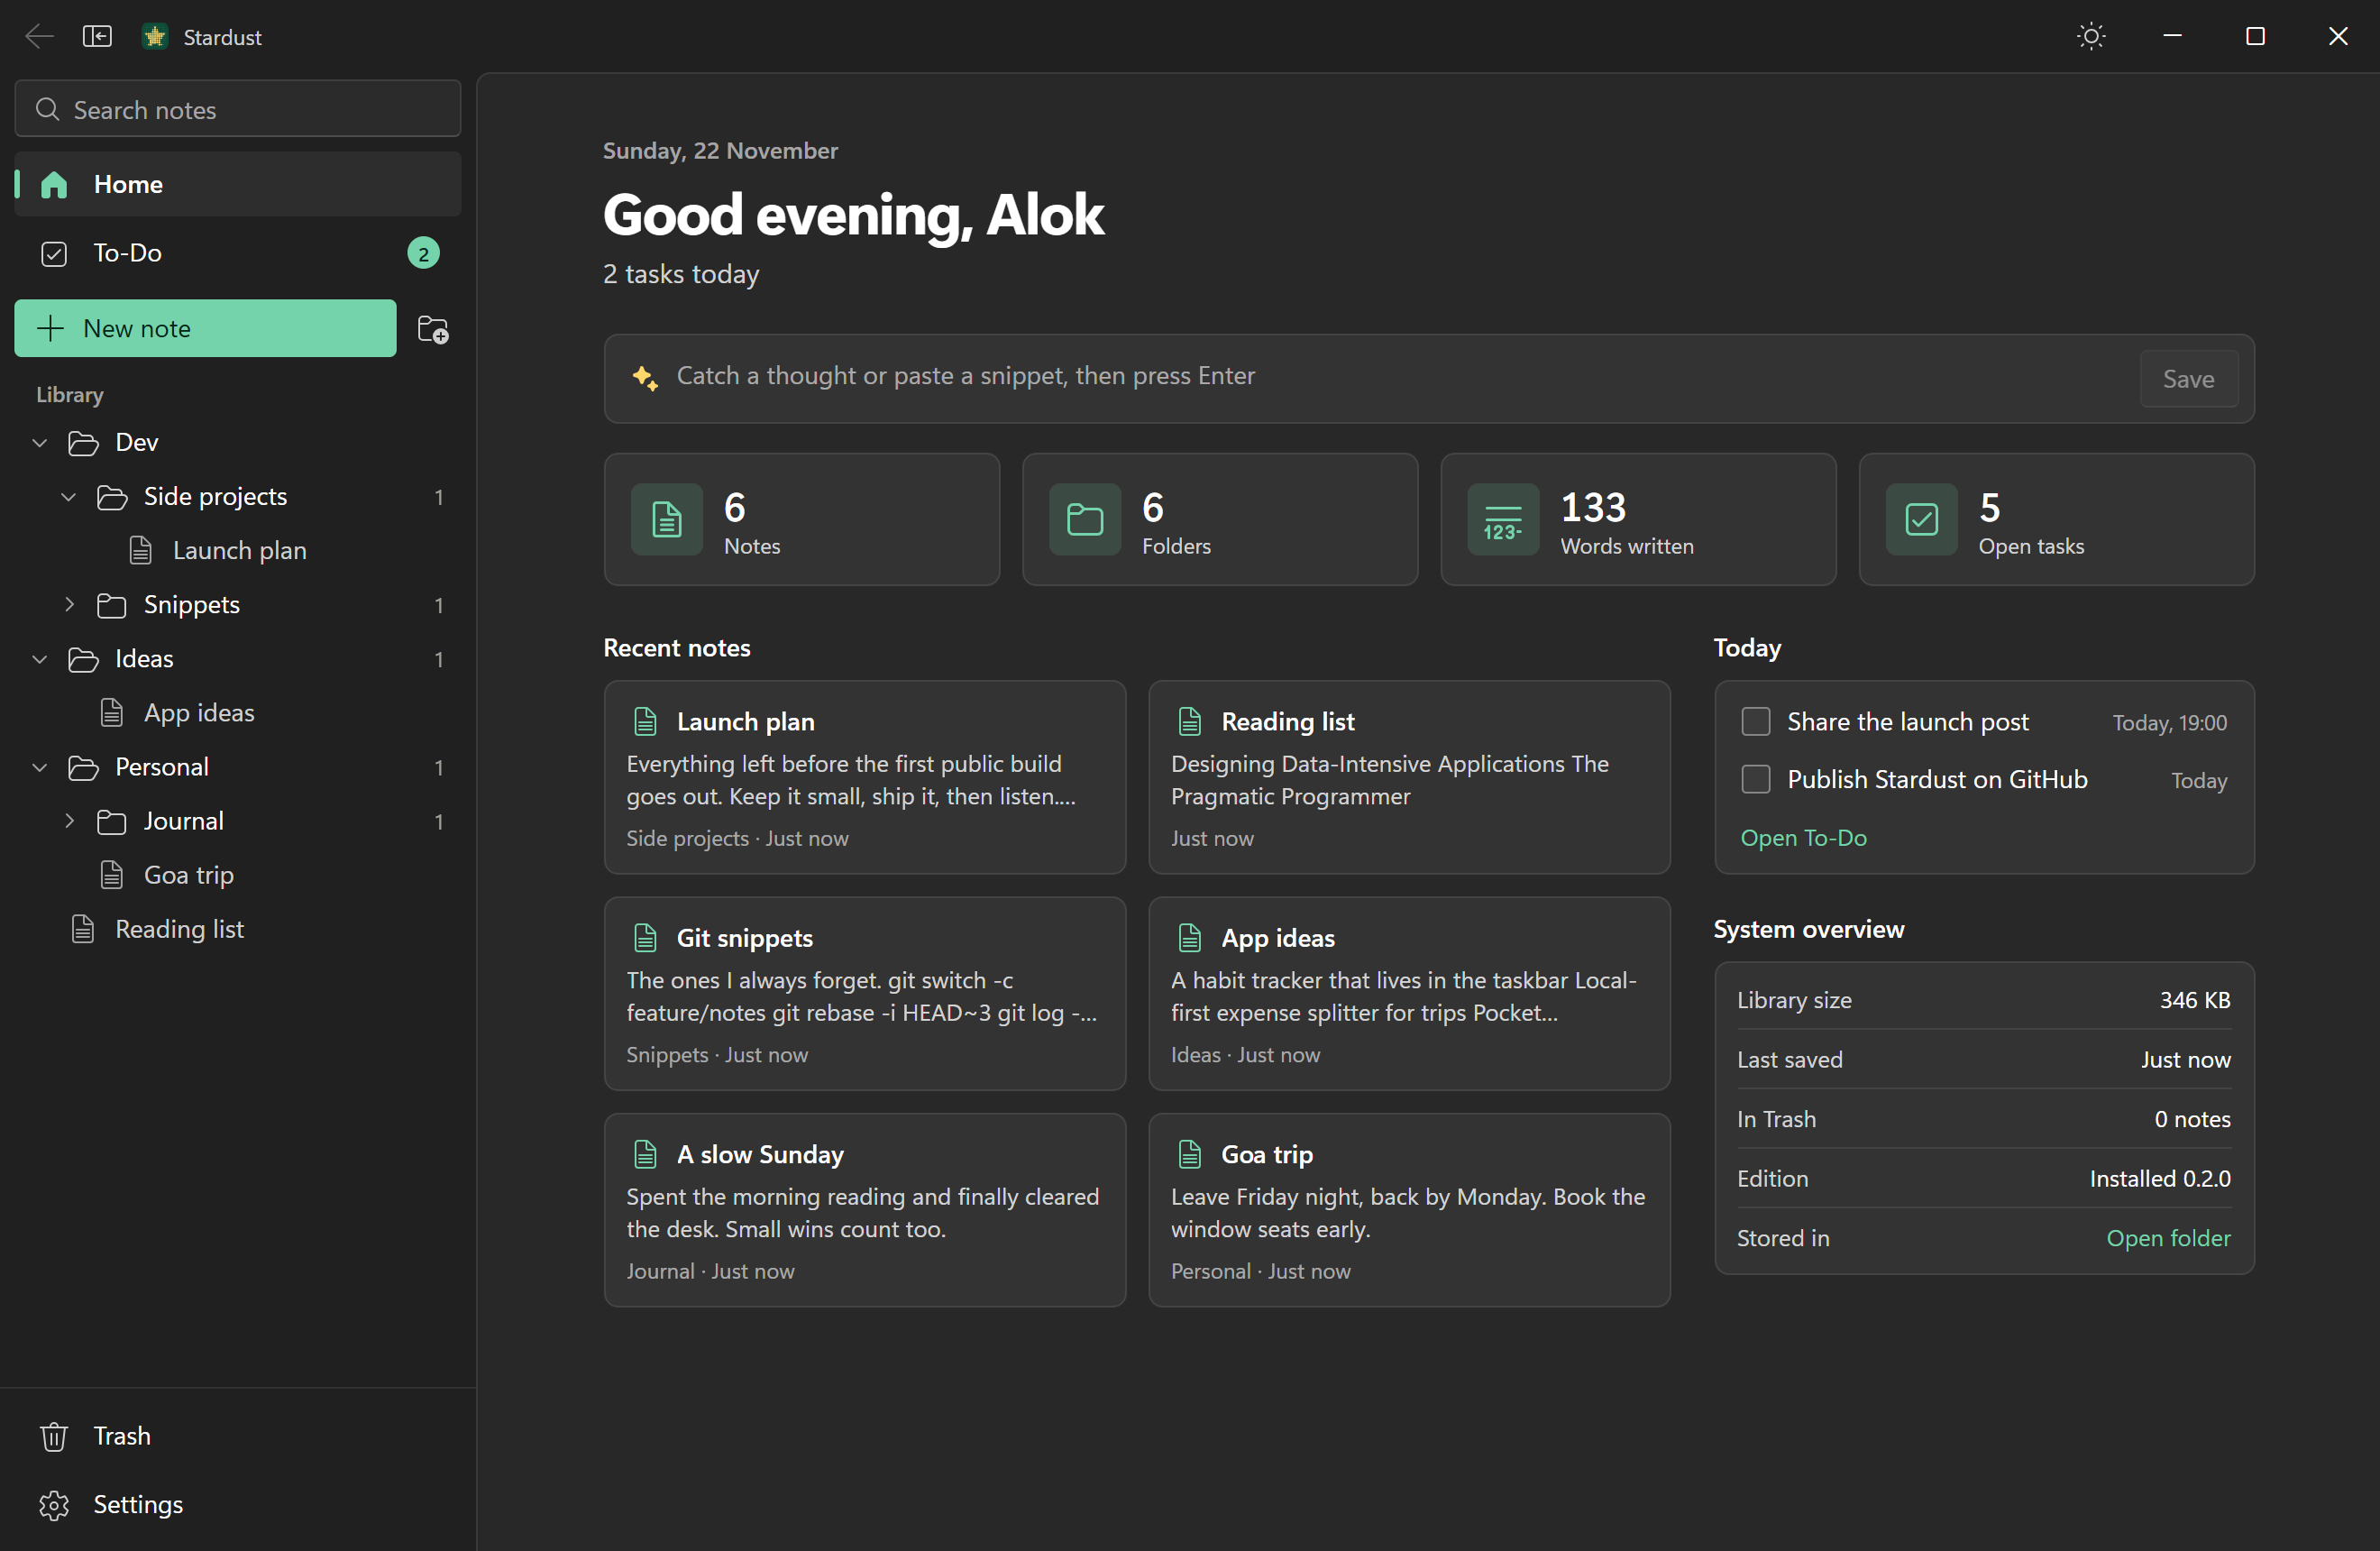 Stardust
Search notes
Home
To-Do 2
New note
Library
Dev
Side projects 1
Launch plan
Snippets 1
Ideas 1
App ideas
Personal 1
Journal 1
Goa trip
Reading list
Trash
Settings
Sunday, 22 November
Good evening, Alok
2 tasks today
Catch a thought or paste a snippet, then press Enter
Save
6
Notes
6
Folders
123-
133
Words written
5
Open tasks
Recent notes
Launch plan
Everything left before the first public build
goes out. Keep it small, ship it, then listen....
Side projects · Just now
Reading list
Designing Data-Intensive Applications The
Pragmatic Programmer
Just now
Git snippets
The ones I always forget. git switch -c
feature/notes git rebase -i HEAD~3 git log -...
Snippets · Just now
App ideas
A habit tracker that lives in the taskbar Local-
first expense splitter for trips Pocket...
Ideas · Just now
A slow Sunday
Spent the morning reading and finally cleared
the desk. Small wins count too.
Journal · Just now
Goa trip
Leave Friday night, back by Monday. Book the
window seats early.
Personal · Just now
Today
Share the launch post Today, 19:00
Publish Stardust on GitHub Today
Open To-Do
System overview
Library size 346 KB
Last saved Just now
In Trash 0 notes
Edition Installed 0.2.0
Stored in Open folder